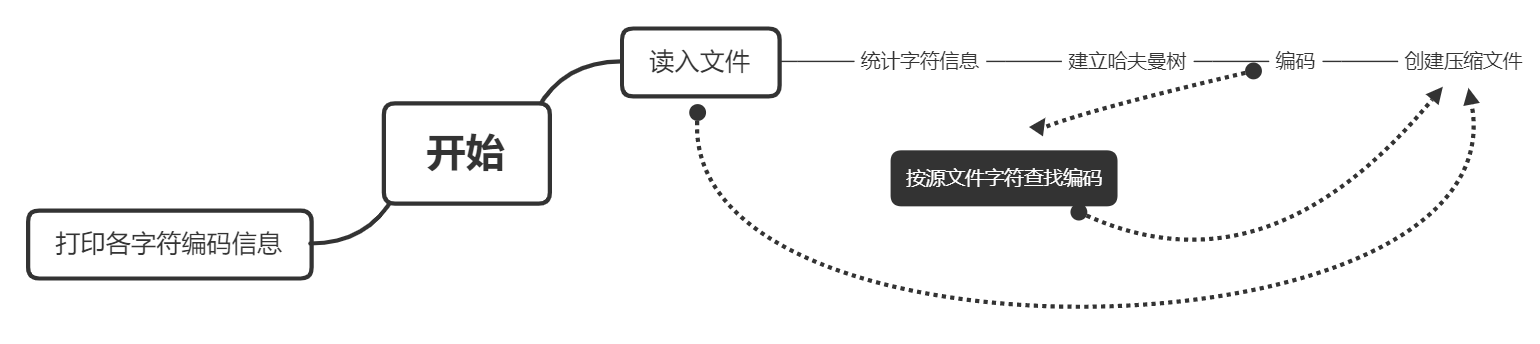 读入文件
统计字符信息
建立哈夫曼树
编码
创建压缩文件
开始
按源文件字符查找编码
打印各字符编码信息